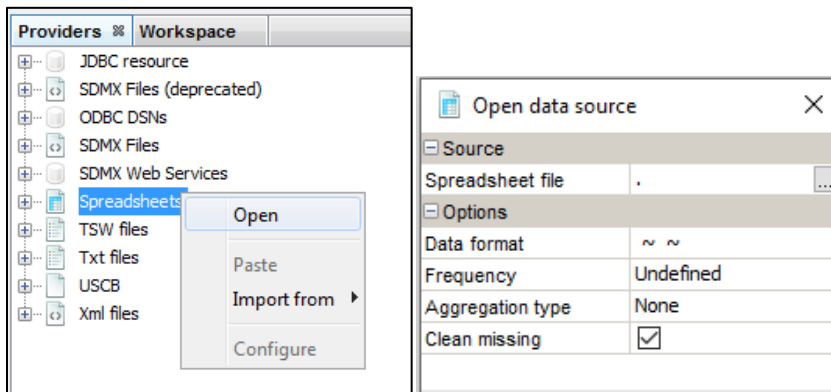 Providers Workspace
JDBC resource
SDMX Files (deprecated)
ODBC DSNs
SDMX Files
SDMX Web Services
Spreadsheets
TSW files
Txt files
USCB
Xml files
Open
Paste
Import from
Configure
Open data source
Source
Spreadsheet file .
...
Options
Data format ~ ~
Frequency Undefined
Aggregation type None
Clean missing